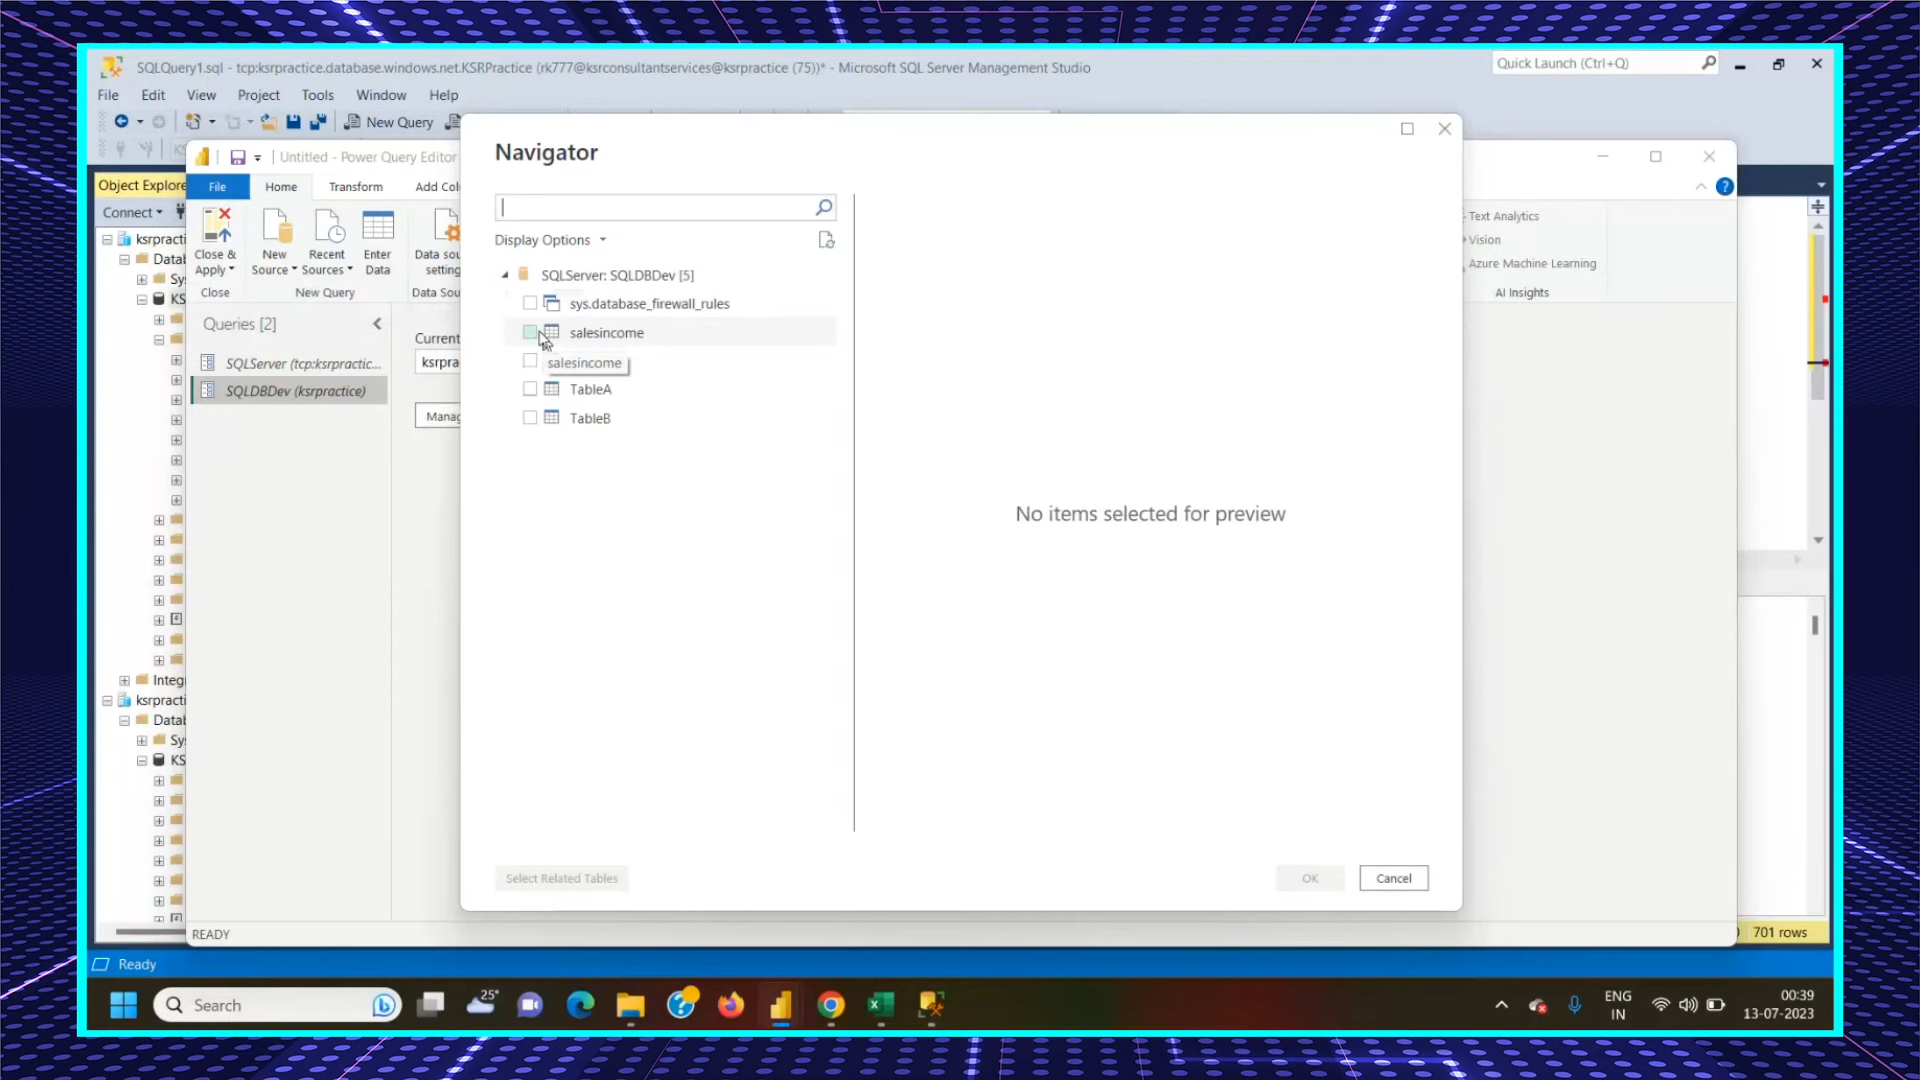 SQLQuery1.sql - tcp:ksrpractice.database.windows.net.KSRPractice (rk777@ksrconsultantservices@ksrpractice (75))* - Microsoft SQL Server Management Studio
Quick Launch (Ctrl+Q)
File Edit View Project Tools Window Help
New Query
Untitled - Power Query Editor
Object Explore
File Home Transform Add Col
Connect
Close & Apply
New Source
Recent Sources
Enter Data
Data sou setting
Close
New Query
Data Sou
Text Analytics
Vision
Azure Machine Learning
AI Insights
ksrpracti
Datab
Sys
KS
Integ
ksrpracti
Datab
Sys
KS
Queries [2]
SQLServer (tcp:ksrpractic...
SQLDBDev (ksrpractice)
Current
ksrpra
Manag
Navigator
Display Options
SQLServer: SQLDBDev [5]
sys.database_firewall_rules
salesincome
salesincome
TableA
TableB
No items selected for preview
Select Related Tables
OK
Cancel
READY
701 rows
Ready
Search
25°
ENG
IN
00:39
13-07-2023